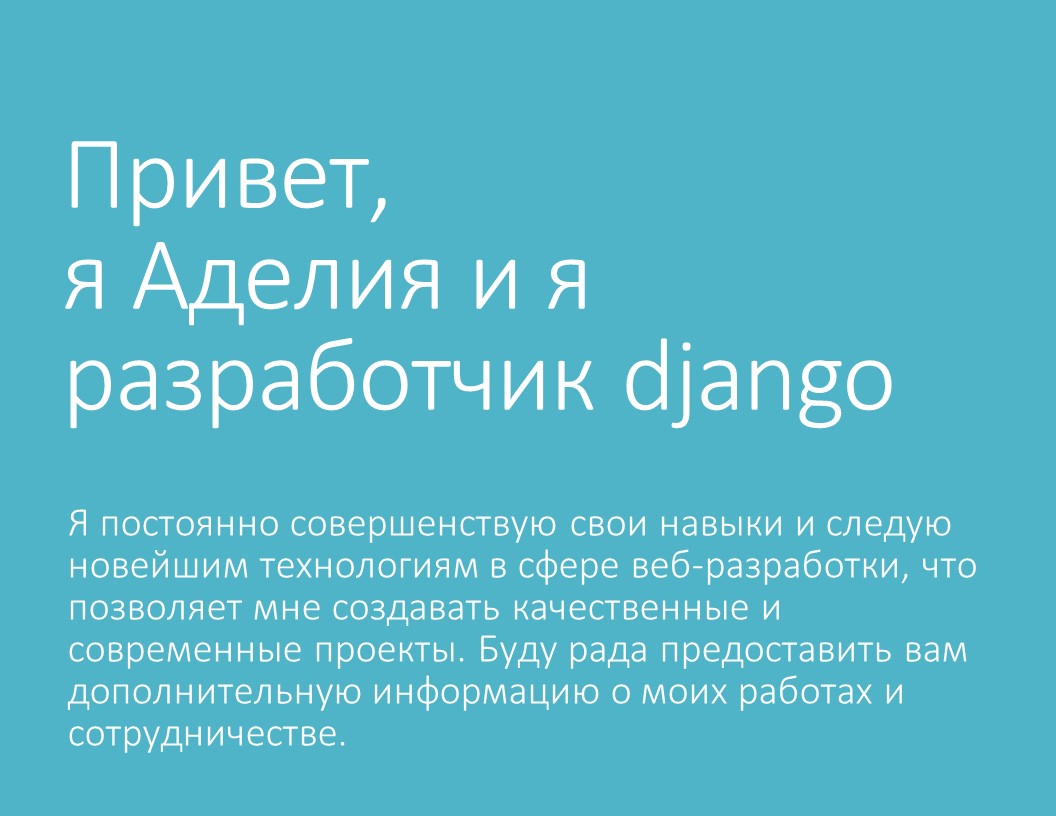 Привет,
я Аделия и я
разработчик django
Я постоянно совершенствую свои навыки и следую
новейшим технологиям в сфере веб-разработки, что
позволяет мне создавать качественные и
современные проекты. Буду рада предоставить вам
дополнительную информацию о моих работах и
сотрудничестве.